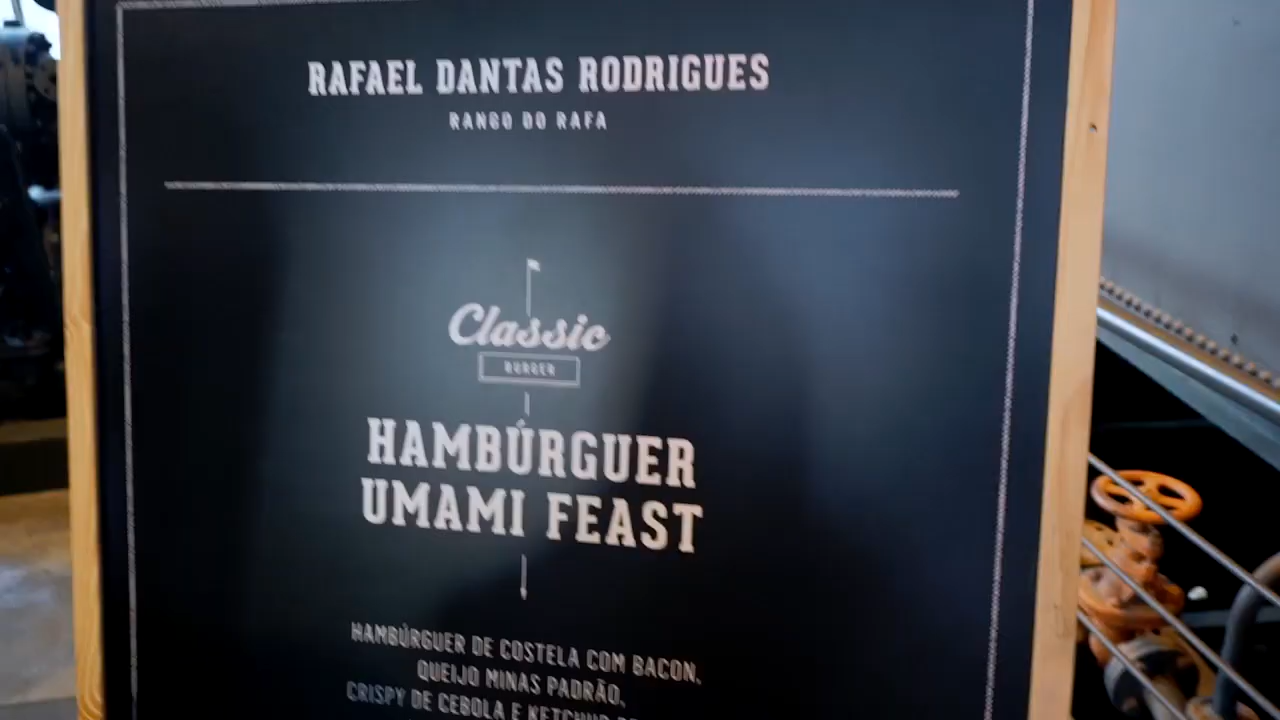 RAFAEL DANTAS RODRIGUES
RANGO DO RAFA
Classic
BURGER
HAMBÚRGUER
UMAMI FEAST
HAMBÚRGUER DE COSTELA COM BACON,
QUEIJO MINAS PADRÃO,
CRISPY DE CEBOLA E KETCHUP